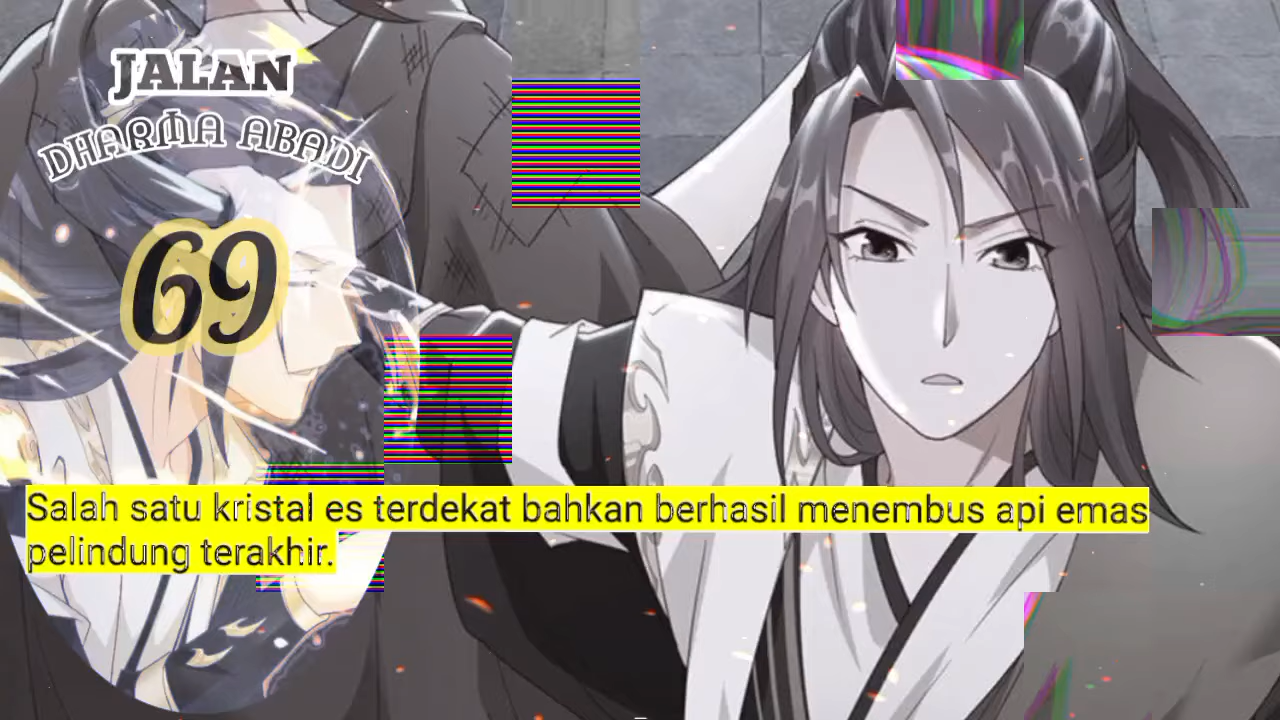 JALAN
DHARMA ABADI
69
Salah satu kristal es terdekat bahkan berhasil menembus api emas
pelindung terakhir.